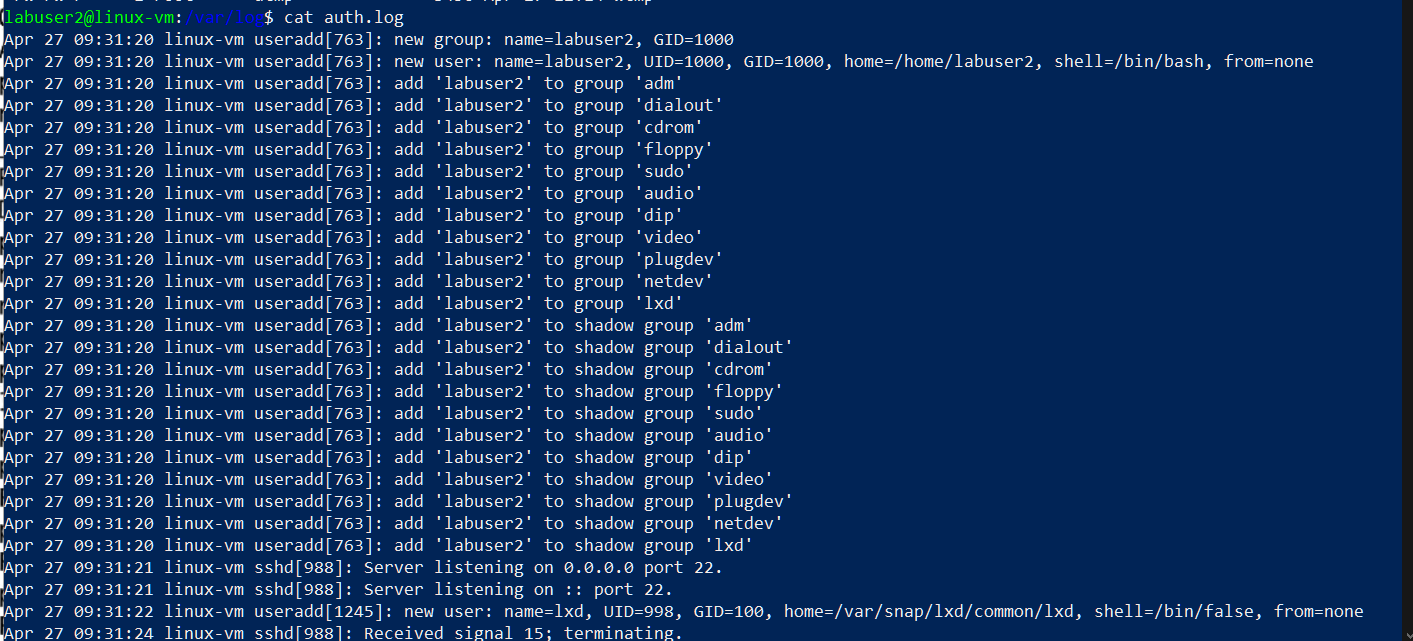 labuser2@linux-vm:/var/log$ cat auth.log
Apr 27 09:31:20 linux-vm useradd[763]: new group: name=labuser2, GID=1000
Apr 27 09:31:20 linux-vm useradd[763]: new user: name=labuser2, UID=1000, GID=1000, home=/home/labuser2, shell=/bin/bash, from=none
Apr 27 09:31:20 linux-vm useradd[763]: add 'labuser2' to group 'adm'
Apr 27 09:31:20 linux-vm useradd[763]: add 'labuser2' to group 'dialout'
Apr 27 09:31:20 linux-vm useradd[763]: add 'labuser2' to group 'cdrom'
Apr 27 09:31:20 linux-vm useradd[763]: add 'labuser2' to group 'floppy'
Apr 27 09:31:20 linux-vm useradd[763]: add 'labuser2' to group 'sudo'
Apr 27 09:31:20 linux-vm useradd[763]: add 'labuser2' to group 'audio'
Apr 27 09:31:20 linux-vm useradd[763]: add 'labuser2' to group 'dip'
Apr 27 09:31:20 linux-vm useradd[763]: add 'labuser2' to group 'video'
Apr 27 09:31:20 linux-vm useradd[763]: add 'labuser2' to group 'plugdev'
Apr 27 09:31:20 linux-vm useradd[763]: add 'labuser2' to group 'netdev'
Apr 27 09:31:20 linux-vm useradd[763]: add 'labuser2' to group 'lxd'
Apr 27 09:31:20 linux-vm useradd[763]: add 'labuser2' to shadow group 'adm'
Apr 27 09:31:20 linux-vm useradd[763]: add 'labuser2' to shadow group 'dialout'
Apr 27 09:31:20 linux-vm useradd[763]: add 'labuser2' to shadow group 'cdrom'
Apr 27 09:31:20 linux-vm useradd[763]: add 'labuser2' to shadow group 'floppy'
Apr 27 09:31:20 linux-vm useradd[763]: add 'labuser2' to shadow group 'sudo'
Apr 27 09:31:20 linux-vm useradd[763]: add 'labuser2' to shadow group 'audio'
Apr 27 09:31:20 linux-vm useradd[763]: add 'labuser2' to shadow group 'dip'
Apr 27 09:31:20 linux-vm useradd[763]: add 'labuser2' to shadow group 'video'
Apr 27 09:31:20 linux-vm useradd[763]: add 'labuser2' to shadow group 'plugdev'
Apr 27 09:31:20 linux-vm useradd[763]: add 'labuser2' to shadow group 'netdev'
Apr 27 09:31:20 linux-vm useradd[763]: add 'labuser2' to shadow group 'lxd'
Apr 27 09:31:21 linux-vm sshd[988]: Server listening on 0.0.0.0 port 22.
Apr 27 09:31:21 linux-vm sshd[988]: Server listening on :: port 22.
Apr 27 09:31:22 linux-vm useradd[1245]: new user: name=lxd, UID=998, GID=100, home=/var/snap/lxd/common/lxd, shell=/bin/false, from=none
Apr 27 09:31:24 linux-vm sshd[988]: Received signal 15; terminating.